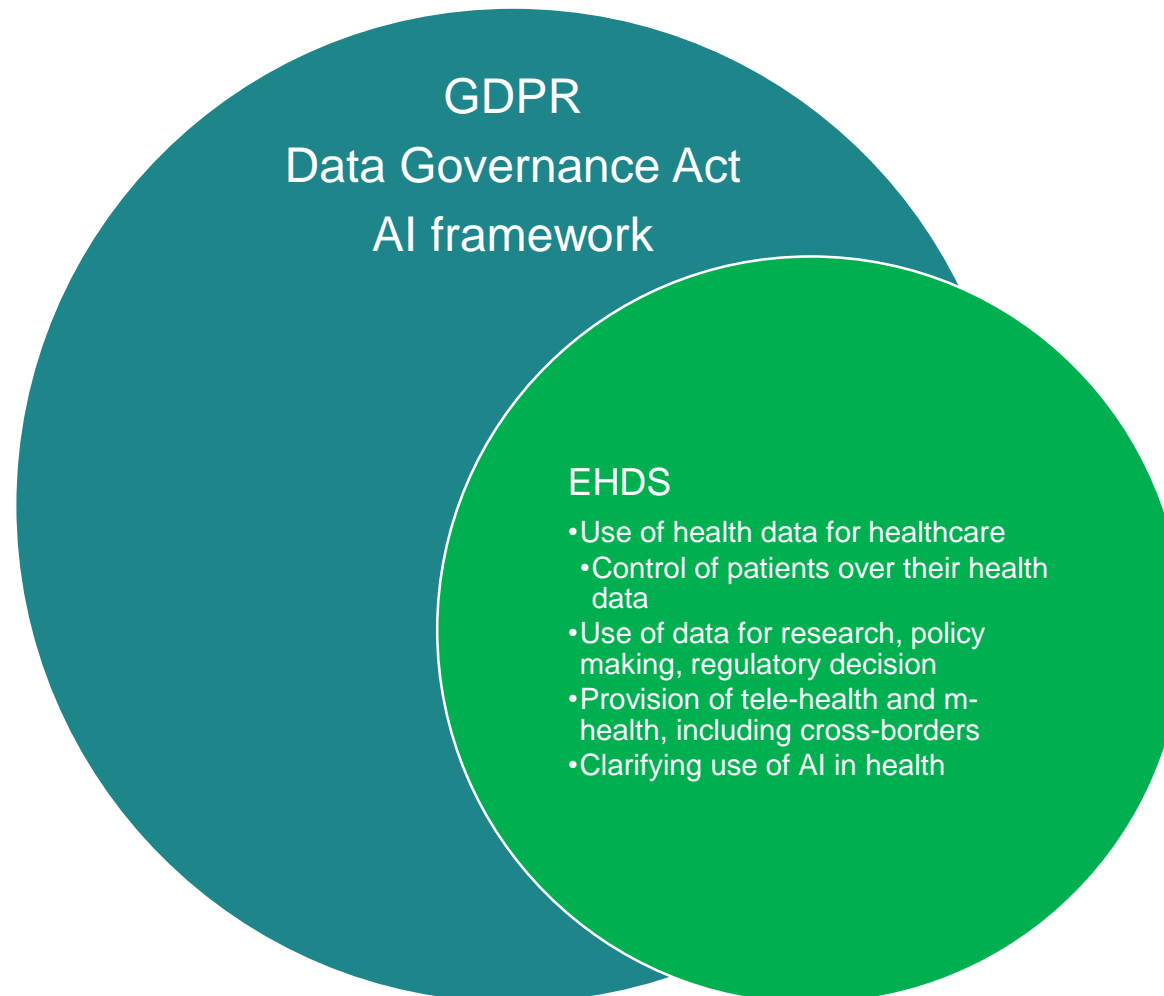 GDPR
Data Governance Act
AI framework
EHDS
•Use of health data for healthcare
•Control of patients over their health
data
•Use of data for research, policy
making, regulatory decision
•Provision of tele-health and m-
health, including cross-borders
•Clarifying use of AI in health